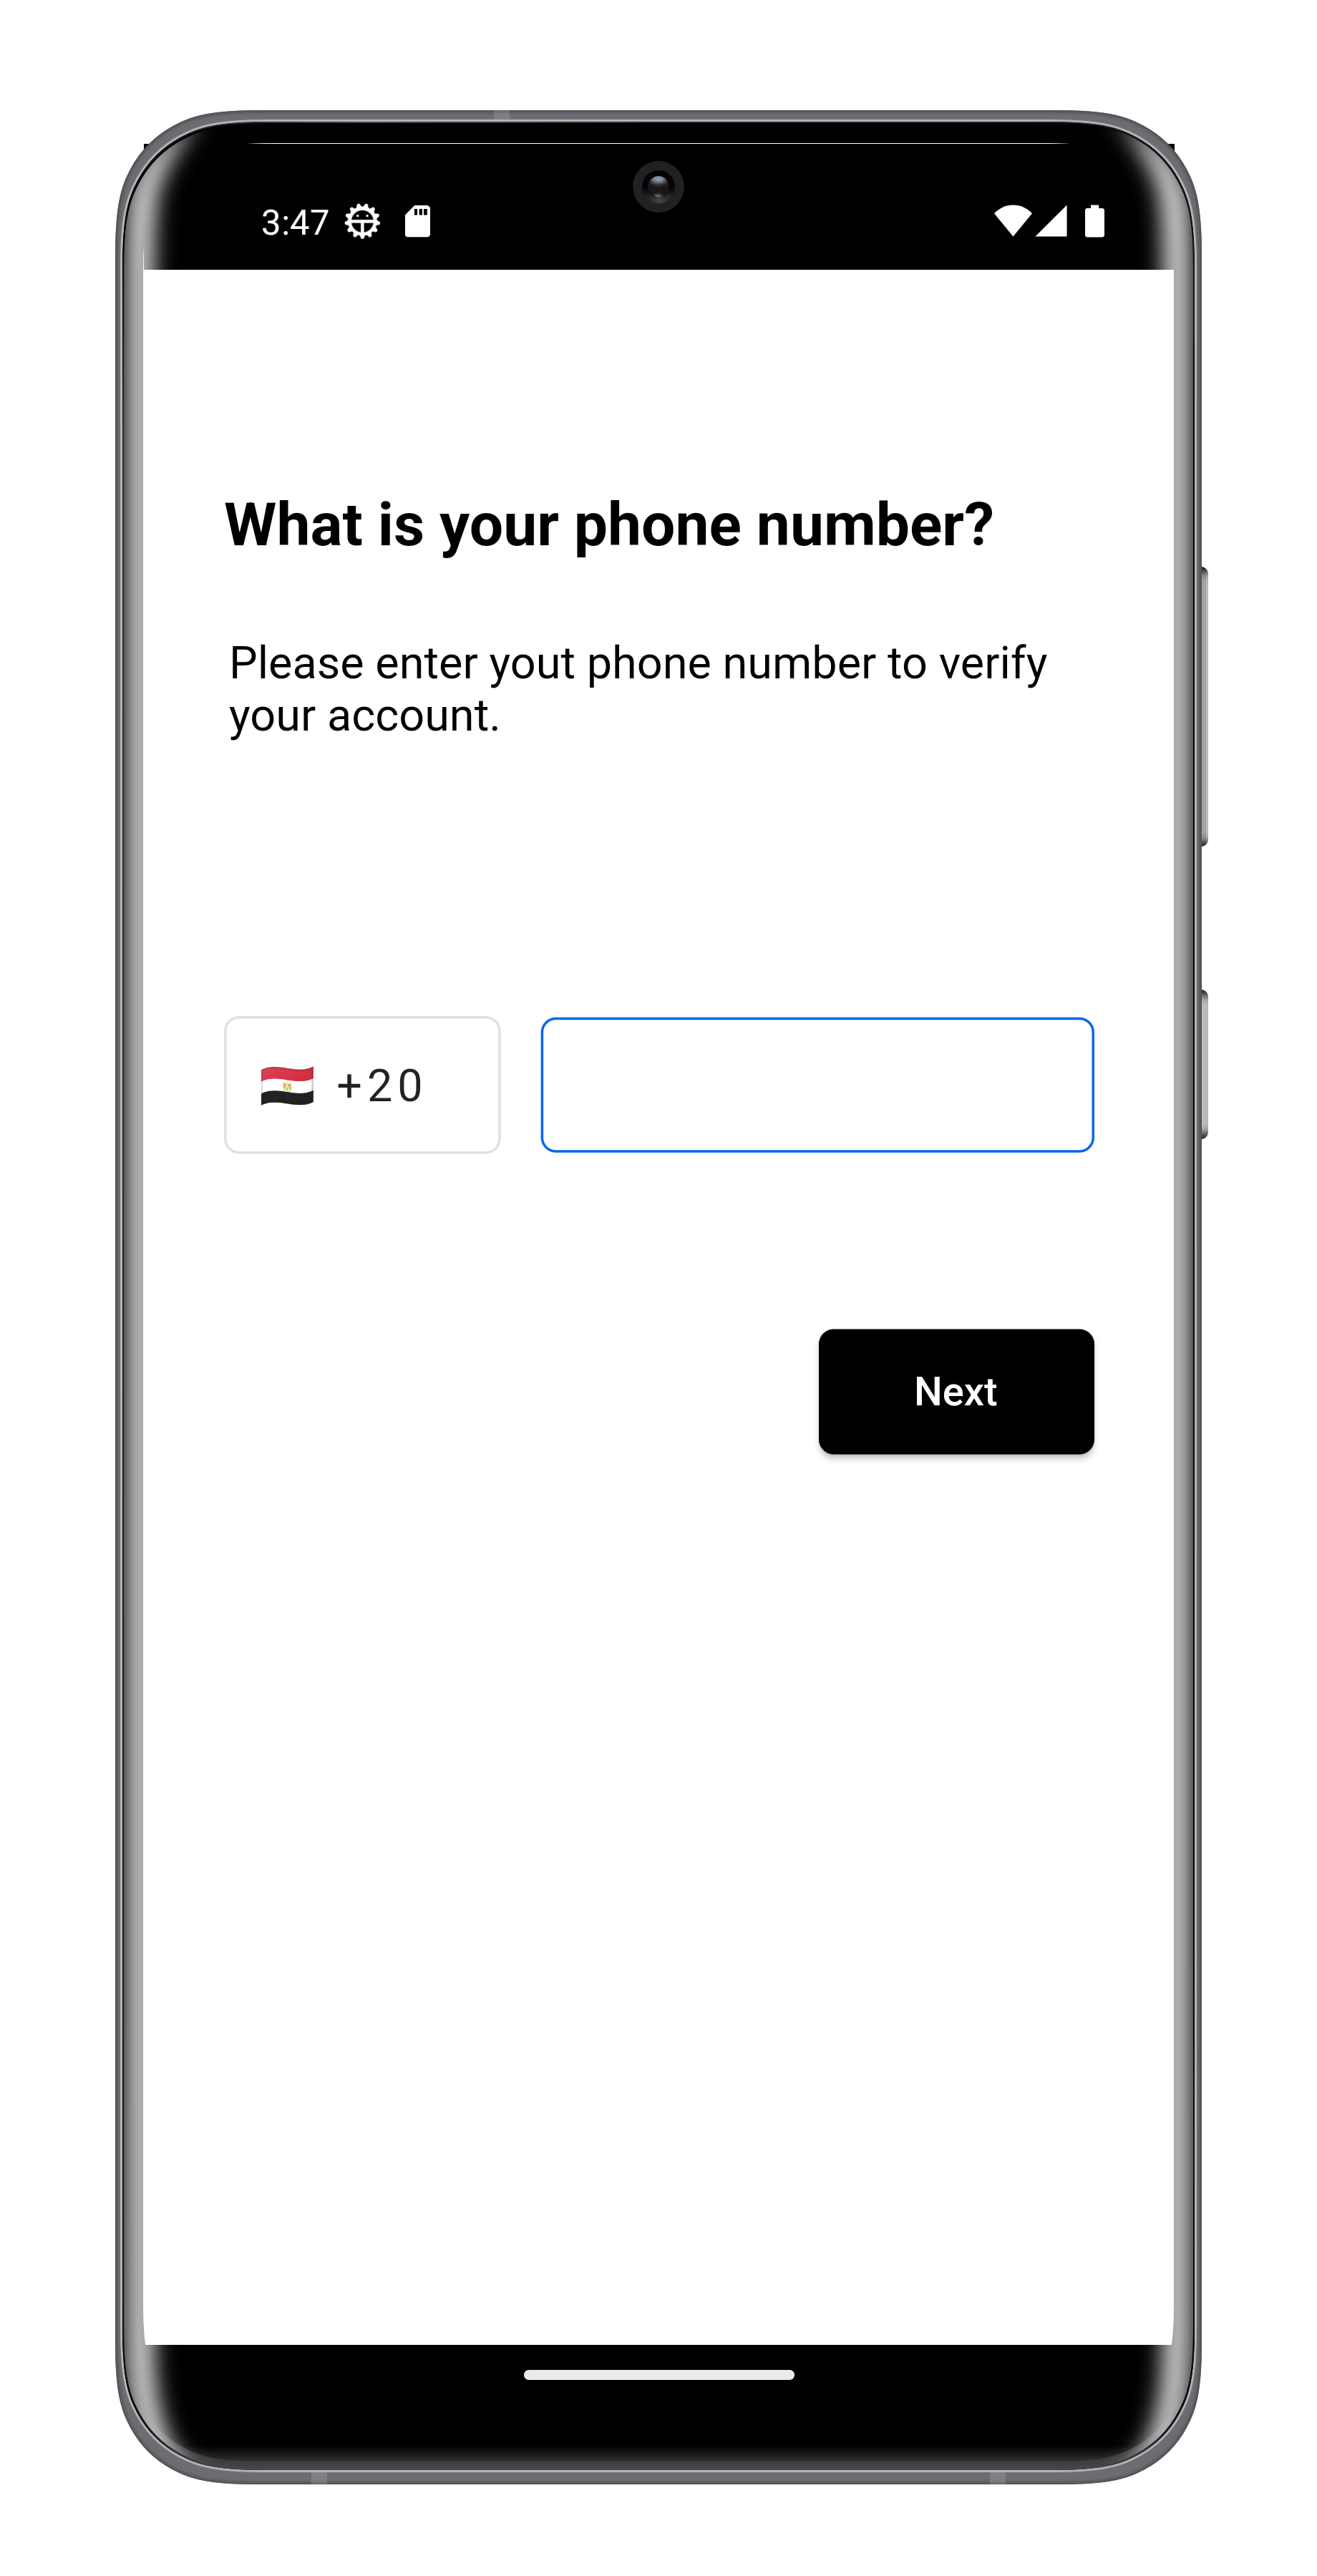 3:47
What is your phone number?
Please enter yout phone number to verify
your account.
🇪🇬 +20
Next